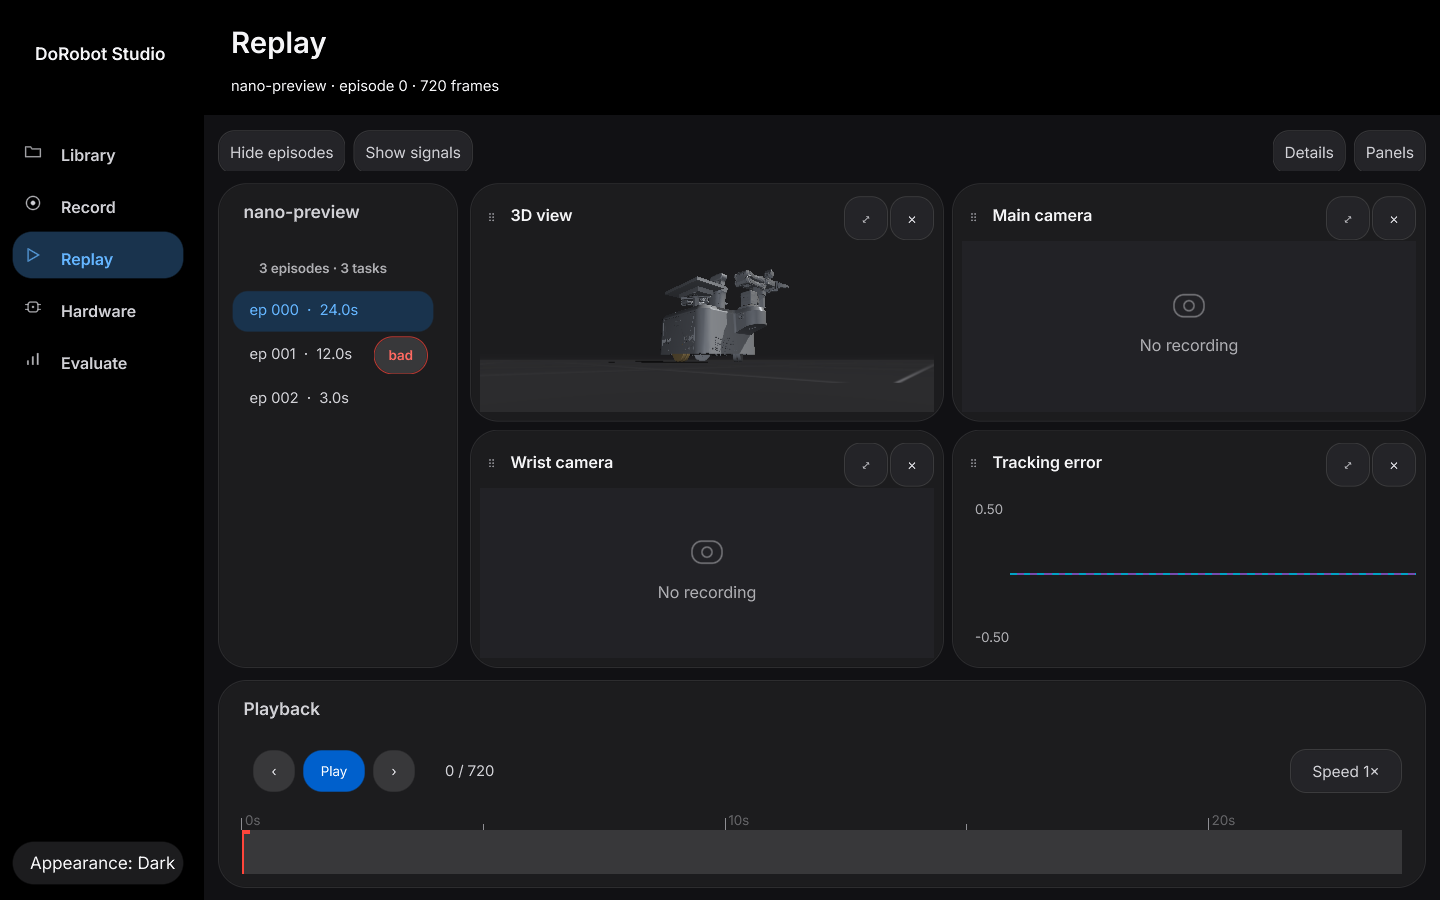 DoRobot Studio
Library
Record
Replay
Hardware
Evaluate
Appearance: Dark
Replay
nano-preview · episode 0 · 720 frames
Hide episodes
Show signals
Details
Panels
nano-preview
3 episodes · 3 tasks
ep 000 · 24.0s
ep 001 · 12.0s bad
ep 002 · 3.0s
3D view
Main camera
No recording
Wrist camera
No recording
Tracking error
0.50
-0.50
Playback
‹ Play › 0 / 720
Speed 1×
0s 10s 20s